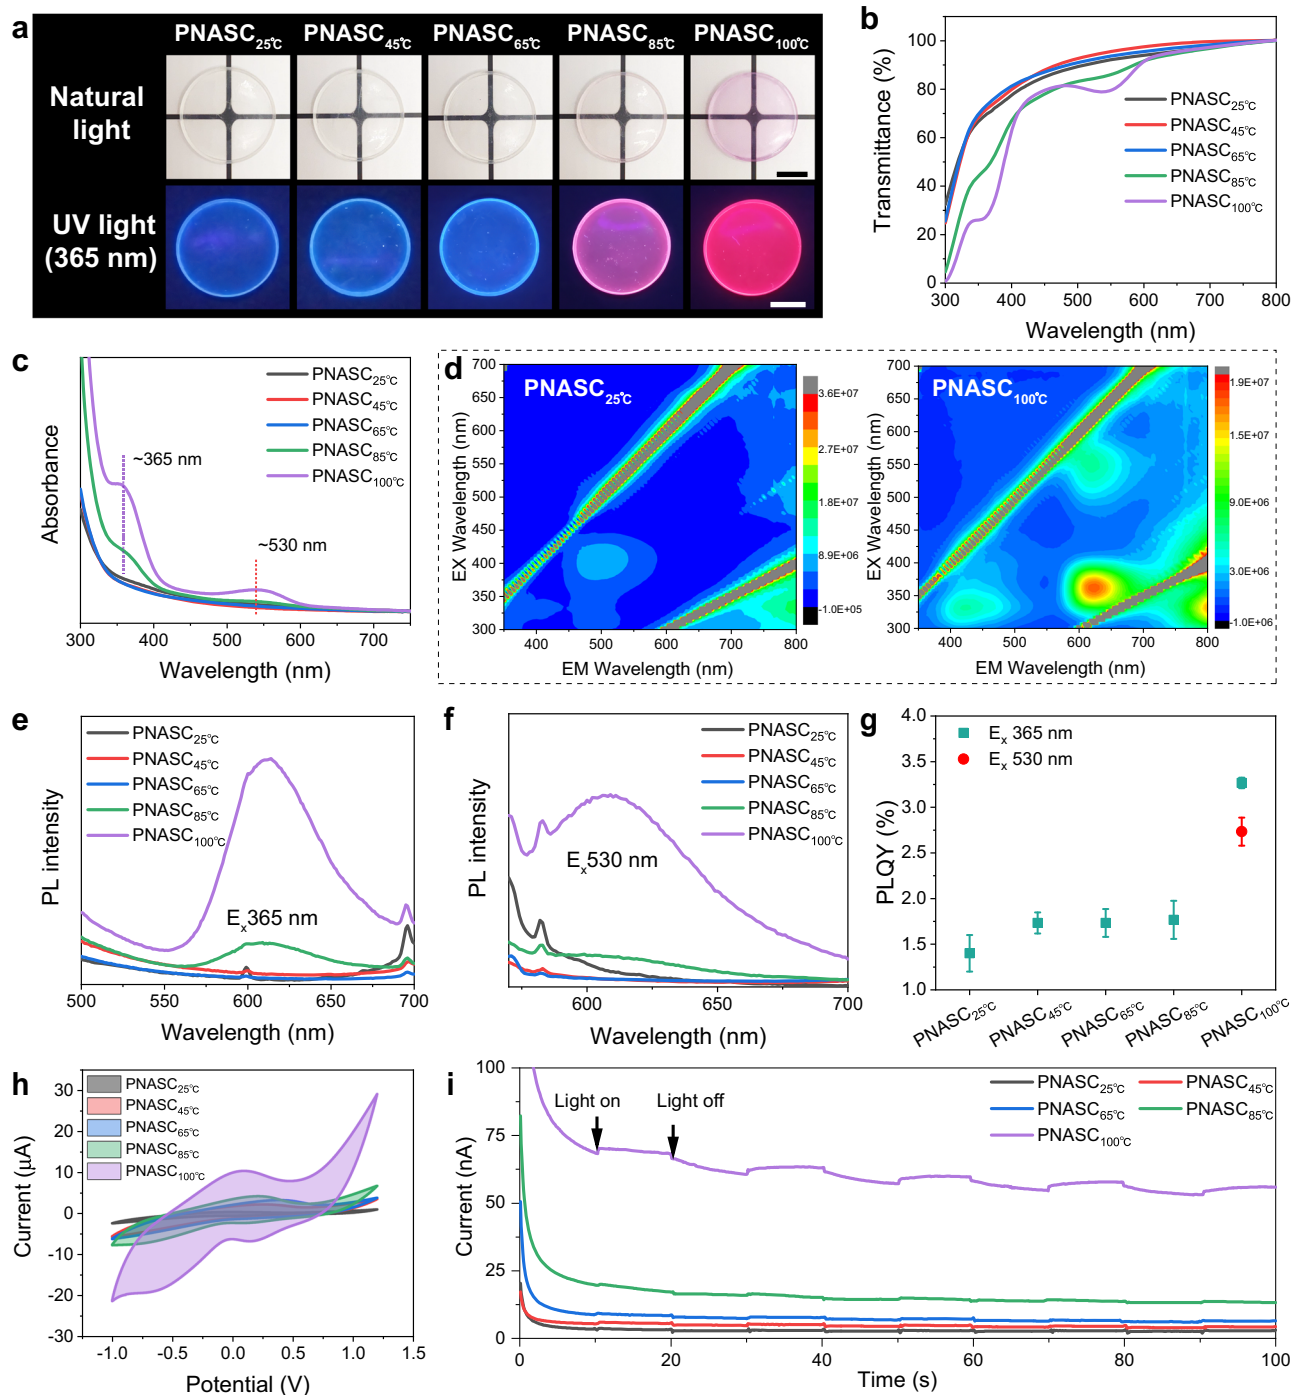 a
PNASC25℃ PNASC45℃ PNASC65℃ PNASC85℃ PNASC100℃
Natural
light
UV light
(365 nm)
b
Transmittance (%)
100
80
60
40
20
0
300 400 500 600 700 800
Wavelength (nm)
PNASC25℃
PNASC45℃
PNASC65℃
PNASC85℃
PNASC100℃
c
Absorbance
~365 nm
~530 nm
PNASC25℃
PNASC45℃
PNASC65℃
PNASC85℃
PNASC100℃
300 400 500 600 700
Wavelength (nm)
d
PNASC25℃
EX Wavelength (nm)
700
650
600
550
500
450
400
350
300
400 500 600 700 800
EM Wavelength (nm)
3.6E+07
2.7E+07
1.8E+07
8.9E+06
-1.0E+05
PNASC100℃
EX Wavelength (nm)
700
650
600
550
500
450
400
350
300
400 500 600 700 800
EM Wavelength (nm)
1.9E+07
1.5E+07
9.0E+06
3.0E+06
-1.0E+06
e
PL intensity
PNASC25℃
PNASC45℃
PNASC65℃
PNASC85℃
PNASC100℃
Ex365 nm
500 550 600 650 700
Wavelength (nm)
f
PL intensity
PNASC25℃
PNASC45℃
PNASC65℃
PNASC85℃
PNASC100℃
Ex530 nm
600 650 700
Wavelength (nm)
g
PLQY (%)
4.0
3.5
3.0
2.5
2.0
1.5
1.0
Ex 365 nm
Ex 530 nm
PNASC25℃ PNASC45℃ PNASC65℃ PNASC85℃ PNASC100℃
h
Current (μA)
30
20
10
0
-10
-20
-30
PNASC25℃
PNASC45℃
PNASC65℃
PNASC85℃
PNASC100℃
-1.0 -0.5 0.0 0.5 1.0 1.5
Potential (V)
i
Current (nA)
100
75
50
25
0
Light on
Light off
PNASC25℃ PNASC45℃
PNASC65℃ PNASC85℃
PNASC100℃
0 20 40 60 80 100
Time (s)